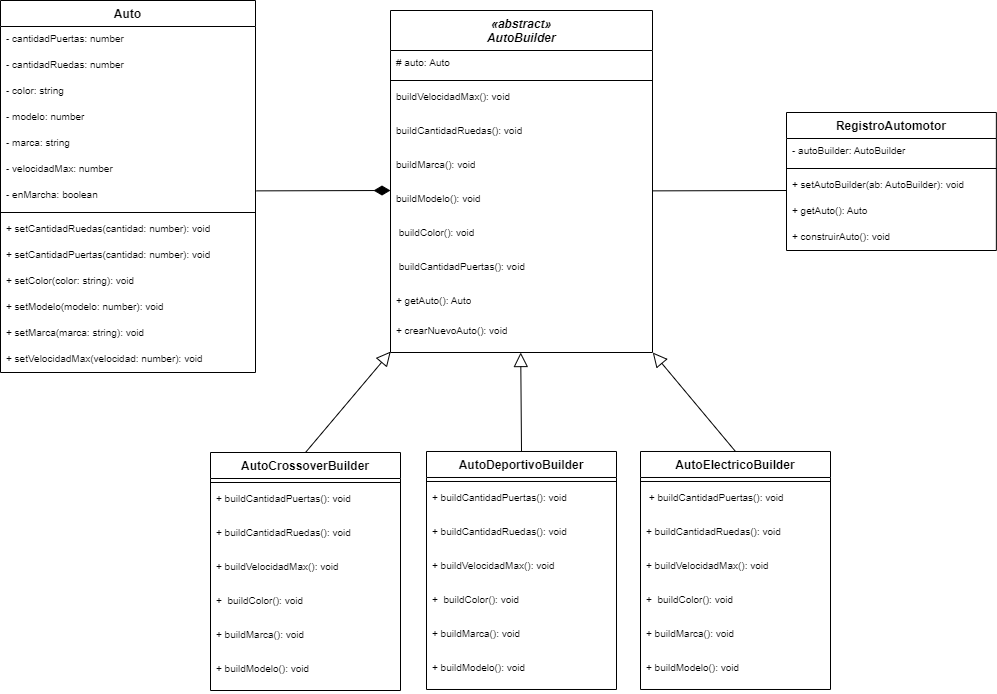 Auto
- cantidadPuertas: number
- cantidadRuedas: number
- color: string
- modelo: number
- marca: string
- velocidadMax: number
- enMarcha: boolean
+ setCantidadRuedas(cantidad: number): void
+ setCantidadPuertas(cantidad: number): void
+ setColor(color: string): void
+ setModelo(modelo: number): void
+ setMarca(marca: string): void
+ setVelocidadMax(velocidad: number): void
«abstract»
AutoBuilder
# auto: Auto
buildVelocidadMax(): void
buildCantidadRuedas(): void
buildMarca(): void
buildModelo(): void
buildColor(): void
buildCantidadPuertas(): void
+ getAuto(): Auto
+ crearNuevoAuto(): void
RegistroAutomotor
- autoBuilder: AutoBuilder
+ setAutoBuilder(ab: AutoBuilder): void
+ getAuto(): Auto
+ construirAuto(): void
AutoCrossoverBuilder
+ buildCantidadPuertas(): void
+ buildCantidadRuedas(): void
+ buildVelocidadMax(): void
+ buildColor(): void
+ buildMarca(): void
+ buildModelo(): void
AutoDeportivoBuilder
+ buildCantidadPuertas(): void
+ buildCantidadRuedas(): void
+ buildVelocidadMax(): void
+ buildColor(): void
+ buildMarca(): void
+ buildModelo(): void
AutoElectricoBuilder
+ buildCantidadPuertas(): void
+ buildCantidadRuedas(): void
+ buildVelocidadMax(): void
+ buildColor(): void
+ buildMarca(): void
+ buildModelo(): void